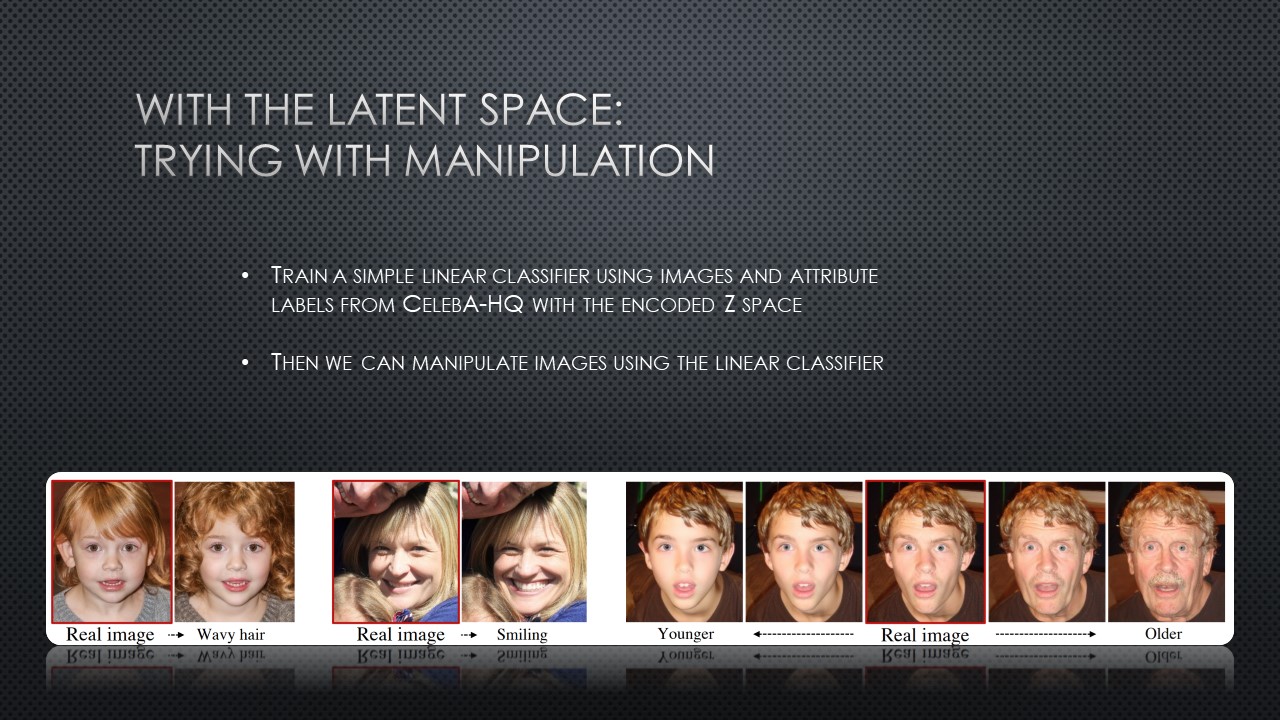 WITH THE LATENT SPACE:
TRYING WITH MANIPULATION
• TRAIN A SIMPLE LINEAR CLASSIFIER USING IMAGES AND ATTRIBUTE
LABELS FROM CELEBA-HQ WITH THE ENCODED Z SPACE
• THEN WE CAN MANIPULATE IMAGES USING THE LINEAR CLASSIFIER
Real image Wavy hair Real image Smiling Younger Real image Older